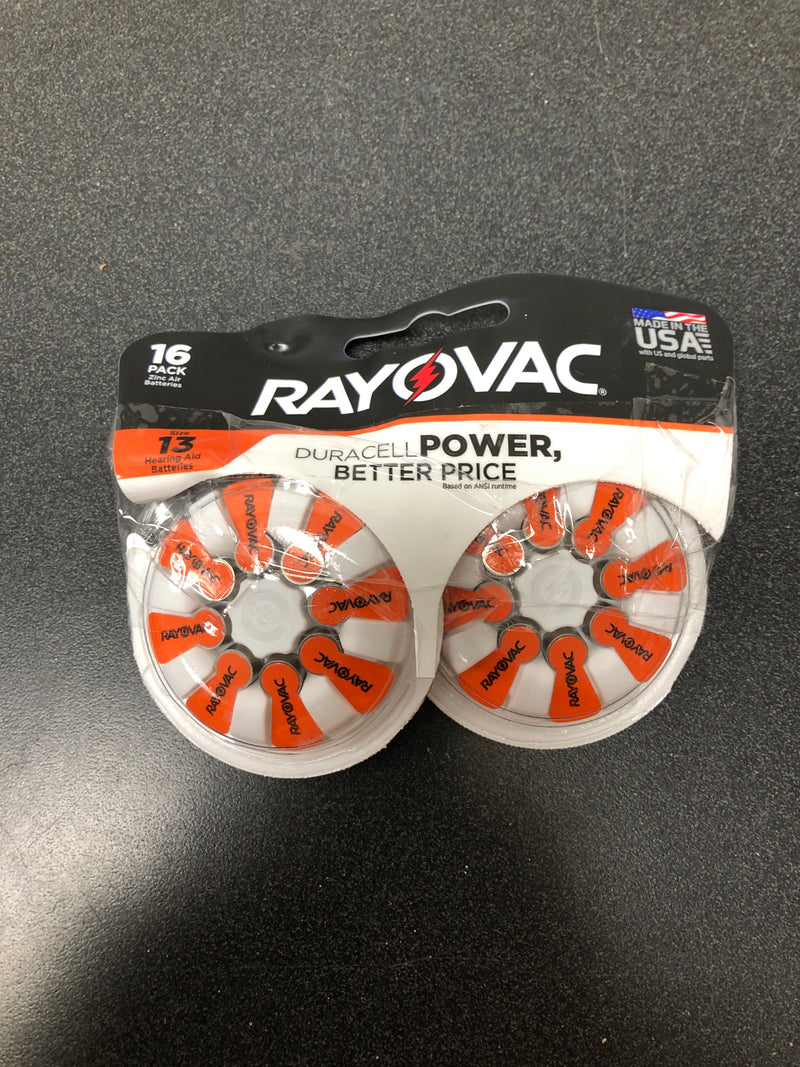 16
PACK
Zinc Air
Batteries
RAYOVAC®
MADE IN THE
USA
with US and global parts
Size
13
Hearing Aid
Batteries
DURACELL POWER,
BETTER PRICE
Based on ANSI runtime
RAYOVAC
RAYOVAC
RAYOVAC
RAYOVAC
RAYOVAC
RAYOVAC
RAYOVAC
RAYOVAC
RAYOVAC
RAYOVAC
RAYOVAC
RAYOVAC
RAYOVAC